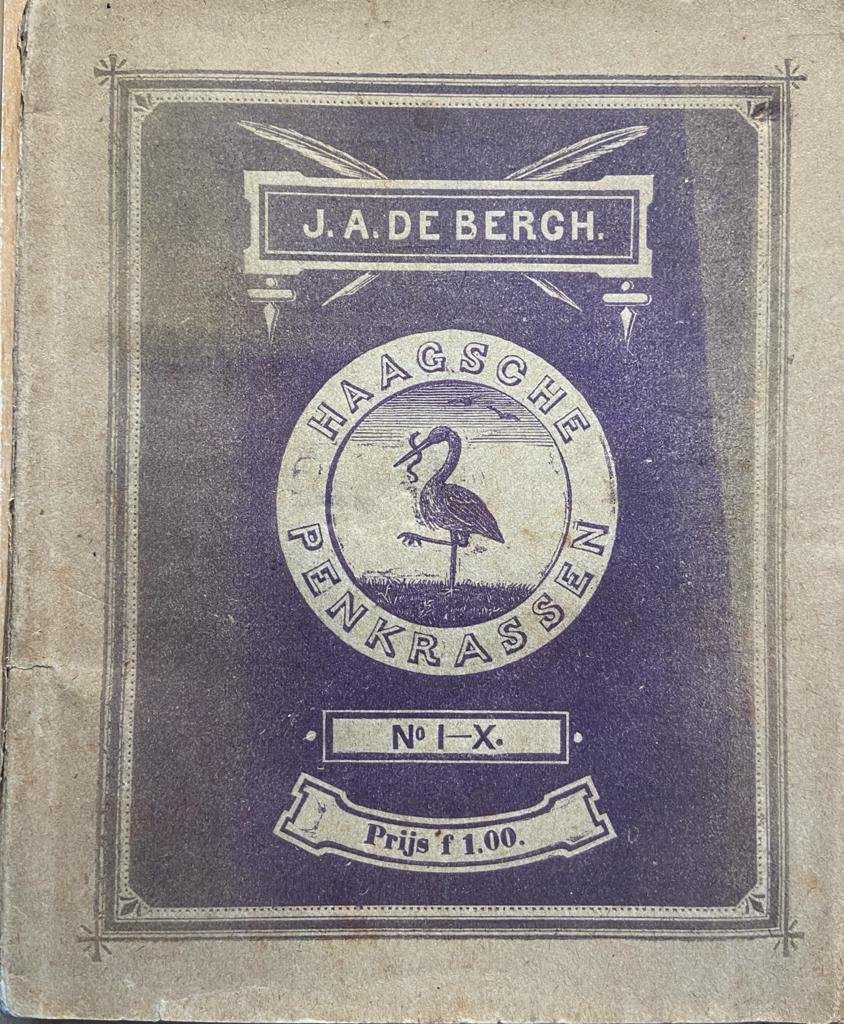 J. A. DE BERGH.
HAAGSCHE
PENKRASSEN
Nº I—X.
Prijs f 1.00.